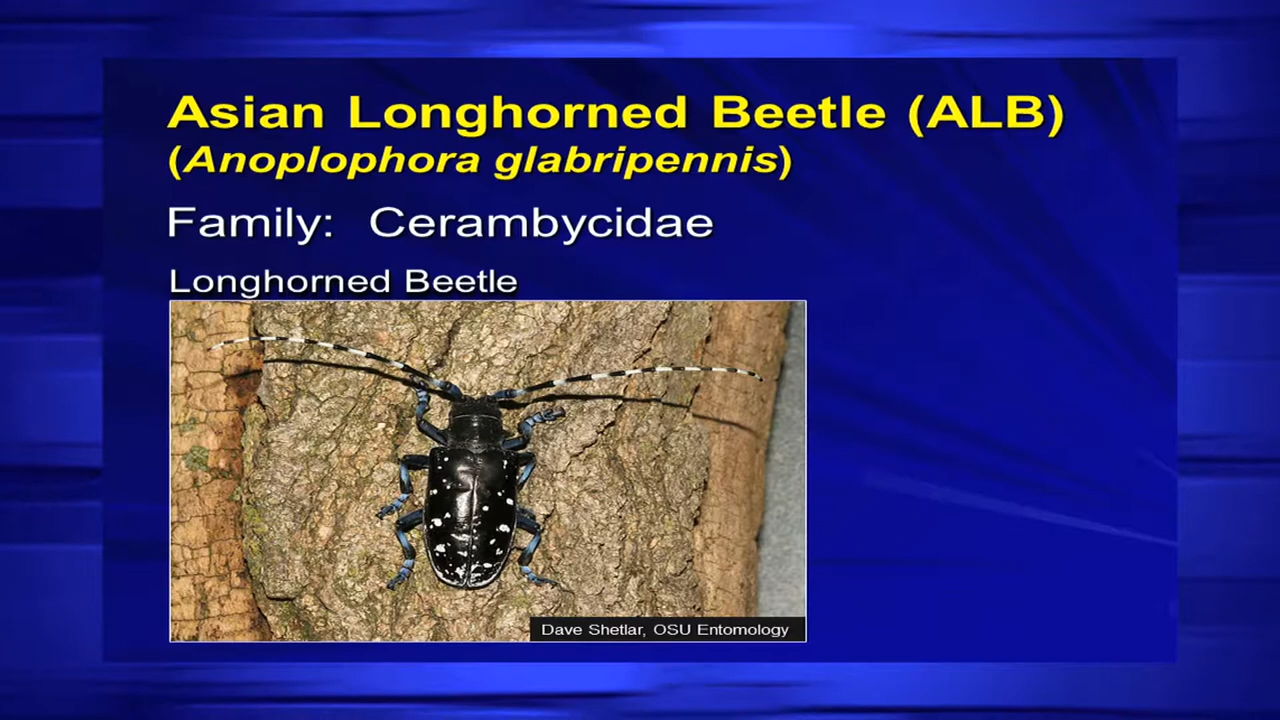 Asian Longhorned Beetle (ALB)
(Anoplophora glabripennis)
Family: Cerambycidae
Longhorned Beetle
Dave Shetlar, OSU Entomology